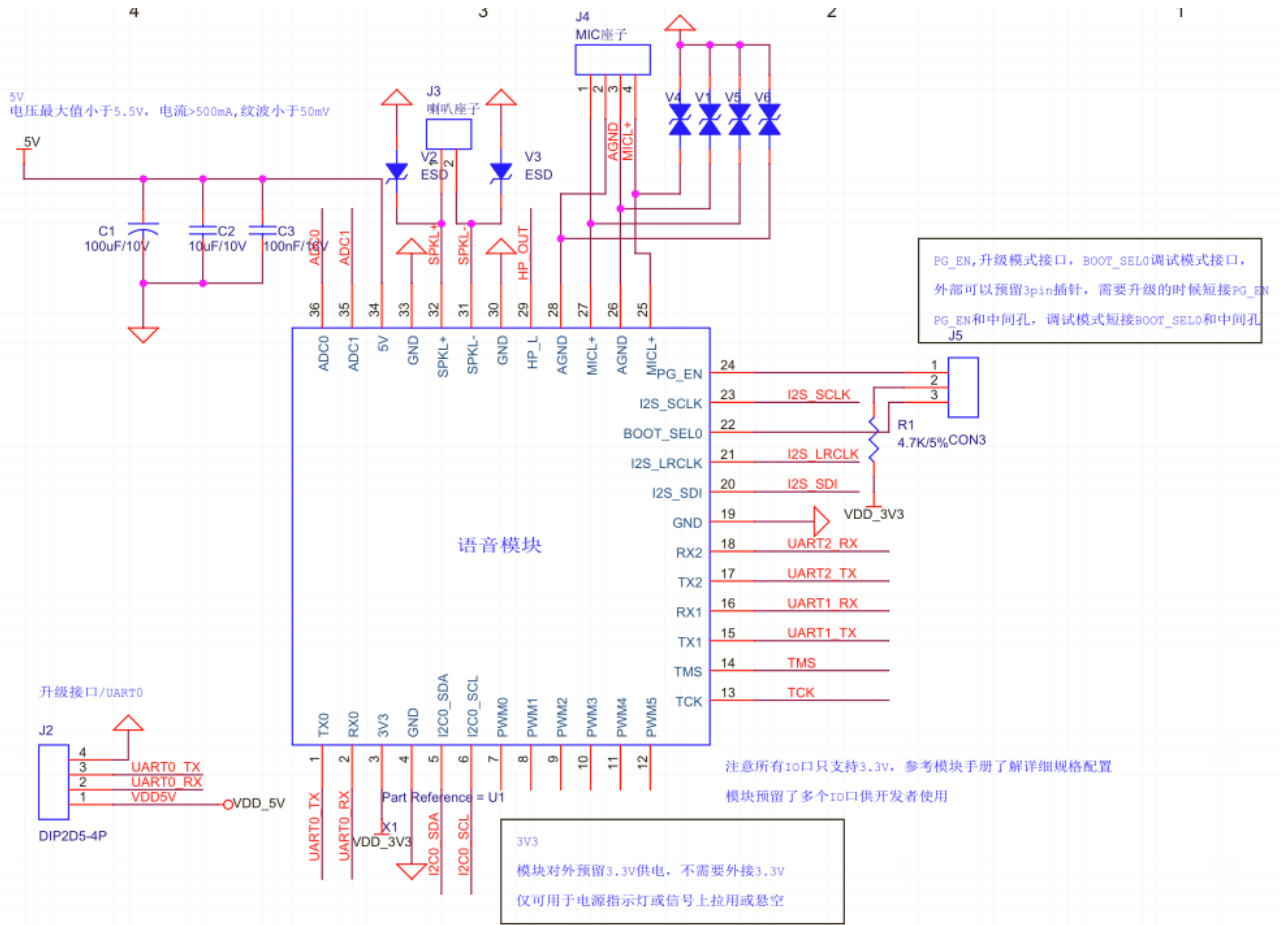 4
3
2
1
5V
电压最大值小于5.5V，电流>500mA,纹波小于50mV
5V
C1
100uF/10V
C2
10uF/10V
C3
100nF/16V
J3
喇叭座子
1
2
V2
ESD
V3
ESD
J4
MIC座子
1
2
3
4
AGND
MICL+
V4
V1
V5
V6
ADC0
ADC1
SPKL+
SPKL-
HP_OUT
36
35
34
33
32
31
30
29
28
27
26
25
ADC0
ADC1
5V
GND
SPKL+
SPKL-
GND
HP_L
AGND
MICL+
AGND
MICL+
PG_EN,升级模式接口，BOOT_SEL0调试模式接口，
外部可以预留3pin插针，需要升级的时候短接PG_EN
PG_EN和中间孔，调试模式短接BOOT_SEL0和中间孔
J5
1
2
3
CON3
R1
4.7K/5%
VDD_3V3
PG_EN 24
I2S_SCLK 23 I2S_SCLK
BOOT_SEL0 22
I2S_LRCLK 21 I2S_LRCLK
I2S_SDI 20 I2S_SDI
GND 19
RX2 18 UART2_RX
TX2 17 UART2_TX
RX1 16 UART1_RX
TX1 15 UART1_TX
TMS 14 TMS
TCK 13 TCK
语音模块
TX0
RX0
3V3
GND
I2C0_SDA
I2C0_SCL
PWM0
PWM1
PWM2
PWM3
PWM4
PWM5
1
2
3
4
5
6
7
8
9
10
11
12
UART0_TX
UART0_RX
I2C0_SDA
I2C0_SCL
Part Reference = U1
X1
VDD_3V3
升级接口/UART0
J2
4
3 UART0_TX
2 UART0_RX
1 VDD5V
VDD_5V
DIP2D5-4P
注意所有IO口只支持3.3V，参考模块手册了解详细规格配置
模块预留了多个IO口供开发者使用
3V3
模块对外预留3.3V供电，不需要外接3.3V
仅可用于电源指示灯或信号上拉用或悬空